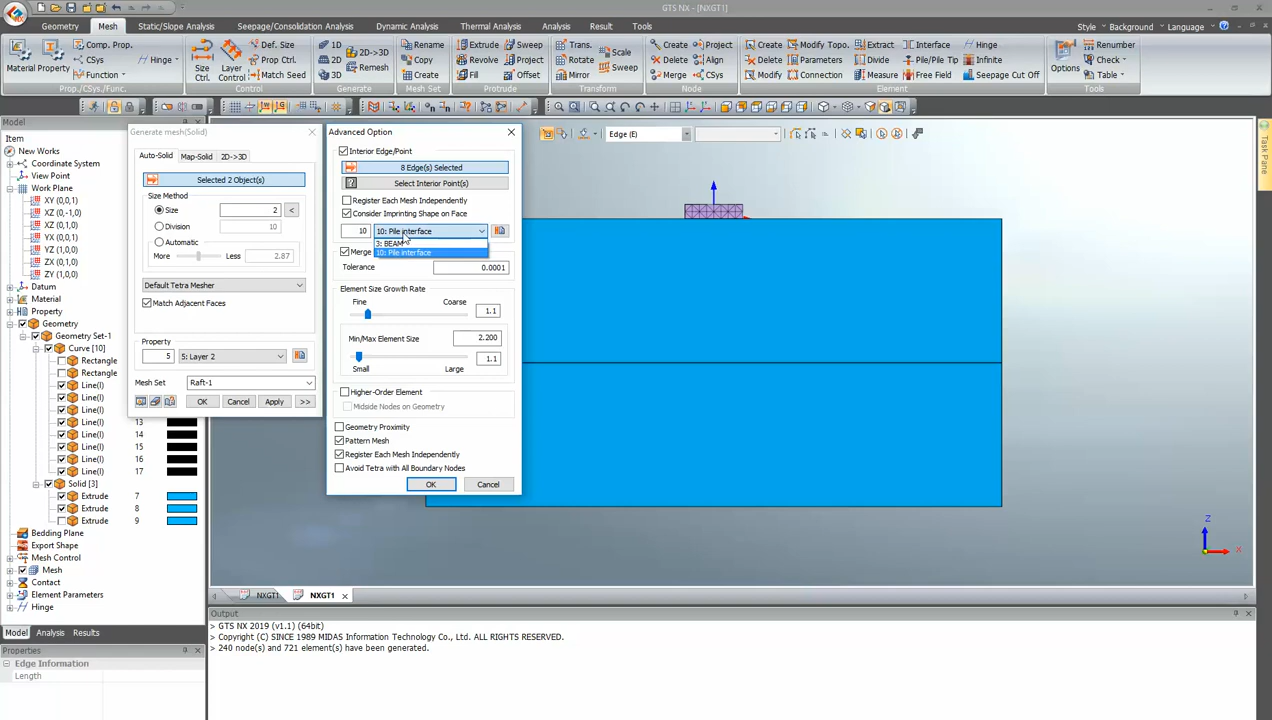 GTS NX - [NXGT1]
Geometry Mesh Static/Slope Analysis Seepage/Consolidation Analysis Dynamic Analysis Thermal Analysis Analysis Result Tools Style Background Language
Material Property Comp. Prop. CSys Function Hinge
Prop./CSys./Func.
Size Ctrl. Layer Control Def. Size Prop Ctrl. Match Seed
Control
1D 2D 3D 2D->3D Remesh
Generate
Rename Copy Create
Mesh Set
Extrude Revolve Fill Sweep Project Offset
Protrude
Trans. Rotate Mirror Scale Sweep
Transform
Create Delete Merge Project Align CSys
Node
Create Delete Modify Modify Topo. Parameters Connection Extract Divide Measure Interface Pile/Pile Tip Free Field Hinge Infinite Seepage Cut Off
Element
Options Renumber Check Table
Tools
Model
Item
New Works
Coordinate System
View Point
Work Plane
XY (0,0,1)
XZ (0,-1,0)
XZ (0,1,0)
YX (0,0,-1)
YZ (1,0,0)
ZX (0,1,0)
ZY (1,0,0)
Datum
Material
Property
Geometry
Geometry Set-1
Curve [10]
Rectangle
Rectangle
Line(l)
Line(l)
Line(l)
Line(l) 13
Line(l) 14
Line(l) 15
Line(l) 16
Line(l) 17
Solid [3]
Extrude 7
Extrude 8
Extrude 9
Bedding Plane
Export Shape
Mesh Control
Mesh
Contact
Element Parameters
Hinge
Model Analysis Results
Properties
Edge Information
Length
Generate mesh(Solid)
Auto-Solid Map-Solid 2D->3D
Selected 2 Object(s)
Size Method
Size 2 <
Division 10
Automatic
More Less 2.87
Default Tetra Mesher
Match Adjacent Faces
Property
5 5: Layer 2
Mesh Set Raft-1
OK Cancel Apply >>
Advanced Option
Interior Edge/Point
8 Edge(s) Selected
Select Interior Point(s)
Register Each Mesh Independently
Consider Imprinting Shape on Face
10 10: Pile interface
3: BEAM
10: Pile interface
Merge
Tolerance 0.0001
Element Size Growth Rate
Fine Coarse
1.1
Min/Max Element Size 2.200
1.1
Small Large
Higher-Order Element
Midside Nodes on Geometry
Geometry Proximity
Pattern Mesh
Register Each Mesh Independently
Avoid Tetra with All Boundary Nodes
OK Cancel
Edge (E)
Task Pane
Z
X
NXGT1 NXGT1
Output
> GTS NX 2019 (v1.1) (64bit)
> Copyright (C) SINCE 1989 MIDAS Information Technology Co., Ltd. ALL RIGHTS RESERVED.
> 240 node(s) and 721 element(s) have been generated.